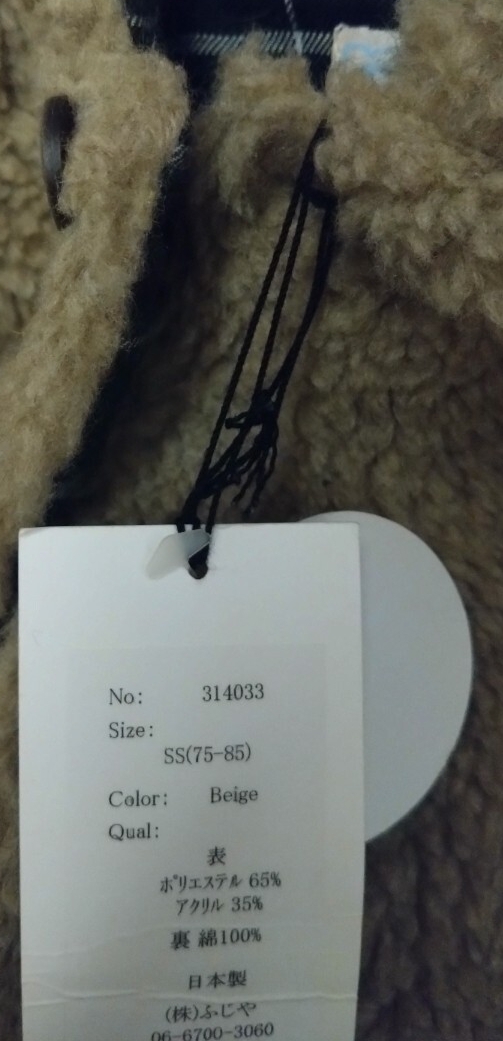 No: 314033
Size:
SS(75-85)
Color: Beige
Qual:
表
ﾎﾟﾘｴｽﾃﾙ 65%
ｱｸﾘﾙ 35%
裏 綿100%
日本製
(株)ふじや
06-6700-3060